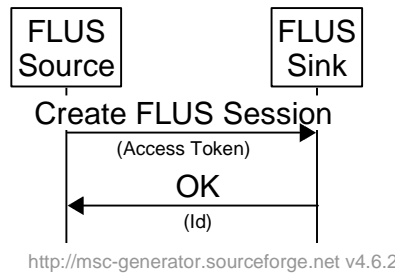 FLUS Source
FLUS Sink
Create FLUS Session
(Access Token)
OK
(Id)
http://msc-generator.sourceforge.net v4.6.2